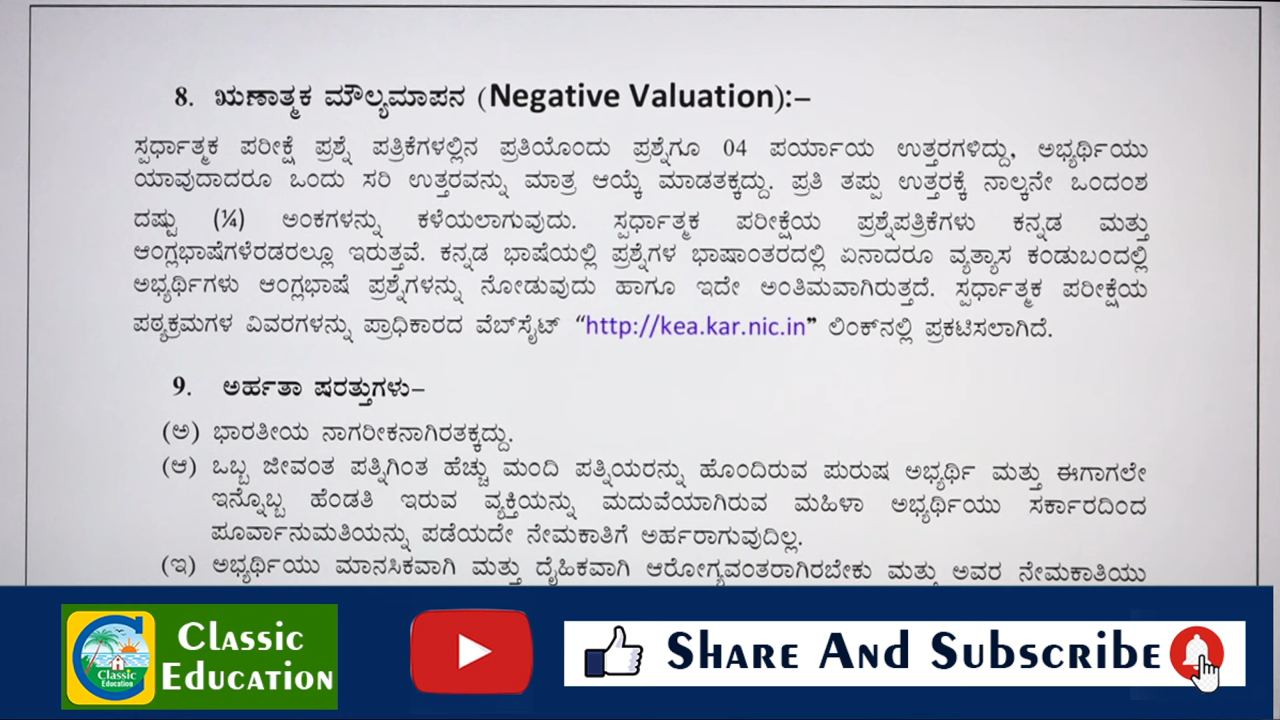 8. ಋಣಾತ್ಮಕ ಮೌಲ್ಯಮಾಪನ (Negative Valuation):–
ಸ್ಪರ್ಧಾತ್ಮಕ ಪರೀಕ್ಷೆ ಪ್ರಶ್ನೆ ಪತ್ರಿಕೆಗಳಲ್ಲಿನ ಪ್ರತಿಯೊಂದು ಪ್ರಶ್ನೆಗೂ 04 ಪರ್ಯಾಯ ಉತ್ತರಗಳಿದ್ದು, ಅಭ್ಯರ್ಥಿಯು
ಯಾವುದಾದರೂ ಒಂದು ಸರಿ ಉತ್ತರವನ್ನು ಮಾತ್ರ ಆಯ್ಕೆ ಮಾಡತಕ್ಕದ್ದು. ಪ್ರತಿ ತಪ್ಪು ಉತ್ತರಕ್ಕೆ ನಾಲ್ಕನೇ ಒಂದಂಶ
ದಷ್ಟು (¼) ಅಂಕಗಳನ್ನು ಕಳೆಯಲಾಗುವುದು. ಸ್ಪರ್ಧಾತ್ಮಕ ಪರೀಕ್ಷೆಯ ಪ್ರಶ್ನೆಪತ್ರಿಕೆಗಳು ಕನ್ನಡ ಮತ್ತು
ಆಂಗ್ಲಭಾಷೆಗಳೆರಡರಲ್ಲೂ ಇರುತ್ತವೆ. ಕನ್ನಡ ಭಾಷೆಯಲ್ಲಿ ಪ್ರಶ್ನೆಗಳ ಭಾಷಾಂತರದಲ್ಲಿ ಏನಾದರೂ ವ್ಯತ್ಯಾಸ ಕಂಡುಬಂದಲ್ಲಿ
ಅಭ್ಯರ್ಥಿಗಳು ಆಂಗ್ಲಭಾಷೆ ಪ್ರಶ್ನೆಗಳನ್ನು ನೋಡುವುದು ಹಾಗೂ ಇದೇ ಅಂತಿಮವಾಗಿರುತ್ತದೆ. ಸ್ಪರ್ಧಾತ್ಮಕ ಪರೀಕ್ಷೆಯ
ಪಠ್ಯಕ್ರಮಗಳ ವಿವರಗಳನ್ನು ಪ್ರಾಧಿಕಾರದ ವೆಬ್‌ಸೈಟ್ “http://kea.kar.nic.in” ಲಿಂಕ್‌ನಲ್ಲಿ ಪ್ರಕಟಿಸಲಾಗಿದೆ.
9. ಅರ್ಹತಾ ಷರತ್ತುಗಳು–
(ಅ) ಭಾರತೀಯ ನಾಗರೀಕನಾಗಿರತಕ್ಕದ್ದು.
(ಆ) ಒಬ್ಬ ಜೀವಂತ ಪತ್ನಿಗಿಂತ ಹೆಚ್ಚು ಮಂದಿ ಪತ್ನಿಯರನ್ನು ಹೊಂದಿರುವ ಪುರುಷ ಅಭ್ಯರ್ಥಿ ಮತ್ತು ಈಗಾಗಲೇ
ಇನ್ನೊಬ್ಬ ಹೆಂಡತಿ ಇರುವ ವ್ಯಕ್ತಿಯನ್ನು ಮದುವೆಯಾಗಿರುವ ಮಹಿಳಾ ಅಭ್ಯರ್ಥಿಯು ಸರ್ಕಾರದಿಂದ
ಪೂರ್ವಾನುಮತಿಯನ್ನು ಪಡೆಯದೇ ನೇಮಕಾತಿಗೆ ಅರ್ಹರಾಗುವುದಿಲ್ಲ.
(ಇ) ಅಭ್ಯರ್ಥಿಯು ಮಾನಸಿಕವಾಗಿ ಮತ್ತು ದೈಹಿಕವಾಗಿ ಆರೋಗ್ಯವಂತರಾಗಿರಬೇಕು ಮತ್ತು ಅವರ ನೇಮಕಾತಿಯು
Classic
Education
Classic
Education
Share And Subscribe